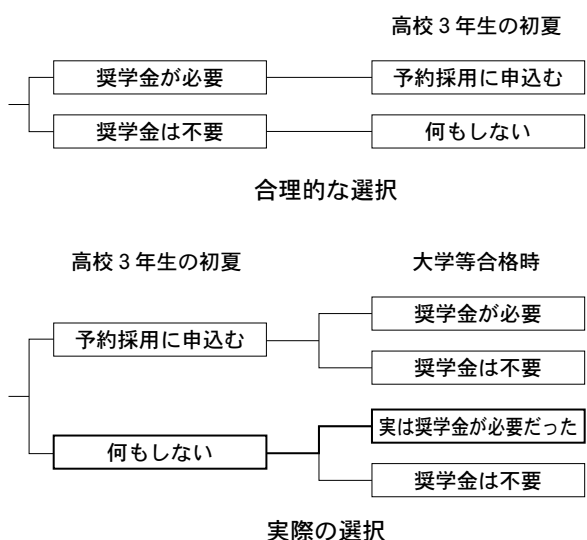 高校3年生の初夏
奨学金が必要
予約採用に申込む
奨学金は不要
何もしない
合理的な選択
高校3年生の初夏
大学等合格時
予約採用に申込む
奨学金が必要
奨学金は不要
何もしない
実は奨学金が必要だった
奨学金は不要
実際の選択